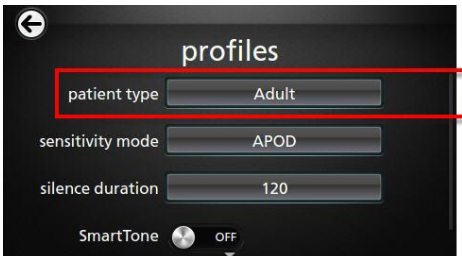 profiles
patient type Adult
sensitivity mode APOD
silence duration 120
SmartTone OFF